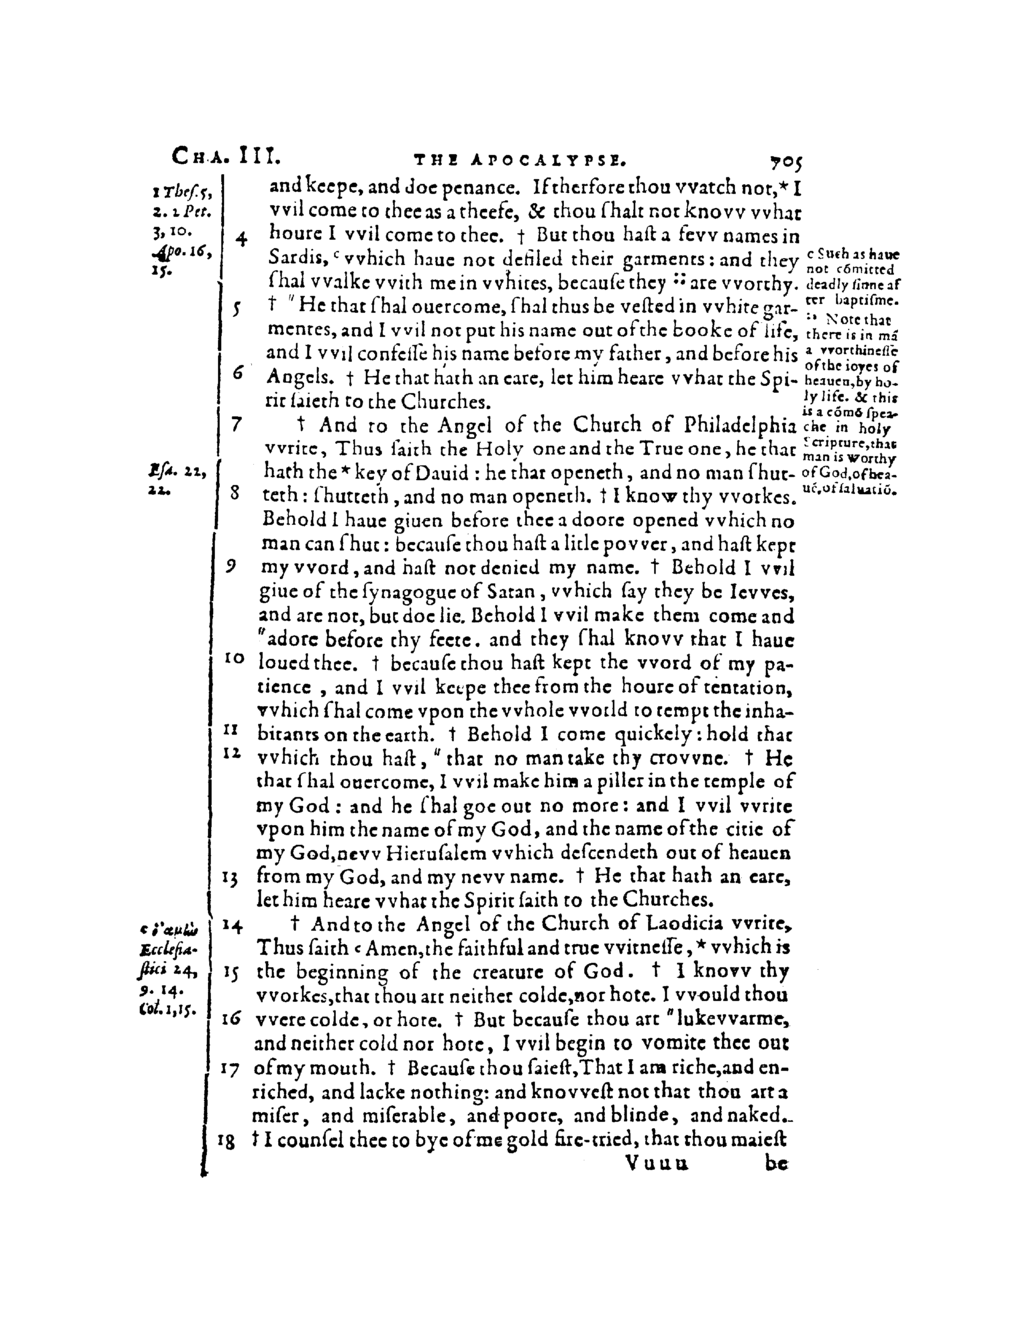 CHA. III. THE APOCALYPSE. 705
1 Theſ. 5,
2. 2 Pet.
3, 10.
Apo. 16,
15.
and keepe, and doe penance. If therfore thou vvatch not,* I
vvil come to thee as a theefe, & thou ſhalt not knovv vvhat
4 houre I vvil come to thee. † But thou haſt a fevv names in
Sardis, ᶜ vvhich haue not defiled their garments: and they
ſhal vvalke vvith me in vvhites, becauſe they ∷ are vvorthy.
5 † "He that ſhal ouercome, ſhal thus be veſted in vvhite gar-
mentes, and I vvil not put his name out of the booke of life,
and I vvil confeſſe his name before my father, and before his
6 Angels. † He that hath an eare, let him heare vvhat the Spi-
rit ſaieth to the Churches.
c Such as haue
not cōmitted
deadly ſinne af
ter baptiſme.
∷ Note that
there is in mā
a vvorthineſſe
of the ioyes of
heauen, by ho-
ly life. & this
is a cōmō ſpea-
che in holy
Scripture, that
man is worthy
of God, of hea-
uē, of ſaluatiō.
7 † And to the Angel of the Church of Philadelphia
vvrite, Thus ſaith the Holy one and the True one, he that
hath the * key of Dauid : he that openeth, and no man ſhut-
8 teth : ſhutteth, and no man openeth. † I know thy vvorkes.
Eſa. 22,
22.
Behold I haue giuen before thee a doore opened vvhich no
man can ſhut : becauſe thou haſt a litle povver, and haſt kept
9 my vvord, and haſt not denied my name. † Behold I vvil
giue of the ſynagogue of Satan, vvhich ſay they be Ievves,
and are not, but doe lie. Behold I vvil make them come and
"adore before thy feete. and they ſhal knovv that I haue
10 loued thee. † becauſe thou haſt kept the vvord of my pa-
tience , and I vvil keepe thee from the houre of tentation,
vvhich ſhal come vpon the vvhole vvorld to tempt the inha-
11 bitants on the earth. † Behold I come quickely : hold that
12 vvhich thou haſt, " that no man take thy crovvne. † He
that ſhal ouercome, I vvil make him a piller in the temple of
my God : and he ſhal goe out no more : and I vvil vvrite
vpon him the name of my God, and the name of the citie of
my God, nevv Hieruſalem vvhich deſcendeth out of heauen
13 from my God, and my nevv name. † He that hath an eare,
let him heare vvhat the Spirit ſaith to the Churches.
14 † And to the Angel of the Church of Laodicia vvrite,
Thus ſaith c Amen, the faithful and true vvitneſſe, * vvhich is
15 the beginning of the creature of God. † I knovv thy
vvorkes, that thou art neither colde, nor hote. I vvould thou
16 vvere colde, or hote. † But becauſe thou art "lukevvarme,
and neither cold nor hote, I vvil begin to vomite thee out
17 of my mouth. † Becauſe thou ſaieſt, That I am riche, and en-
riched, and lacke nothing: and knovveſt not that thou art a
miſer, and miſerable, and poore, and blinde, and naked.
18 † I counſel thee to bye of me gold fire-tried, that thou maieſt
c ὁ ἀμὴν
Eccleſia-
ſtici 24,
9. 14.
Col. 1, 15.
Vuuu be